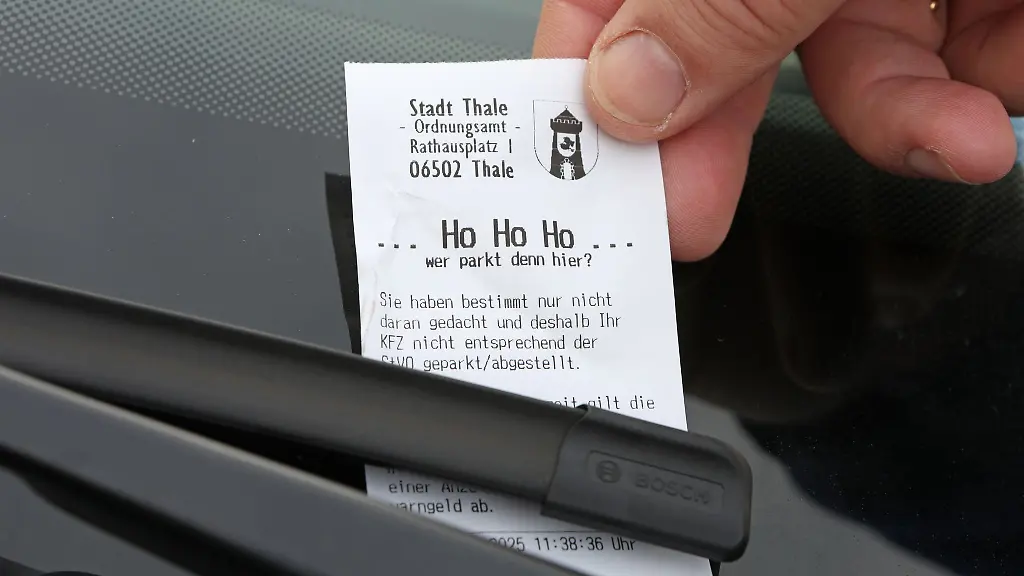 Stadt Thale
- Ordnungsamt -
Rathausplatz 1
06502 Thale
... Ho Ho Ho ...
wer parkt denn hier?
Sie haben bestimmt nur nicht
daran gedacht und deshalb Ihr
KFZ nicht entsprechend der
StVO geparkt/abgestellt.
gilt die
einer
ab.
11:38:36 Uhr
BOSCH